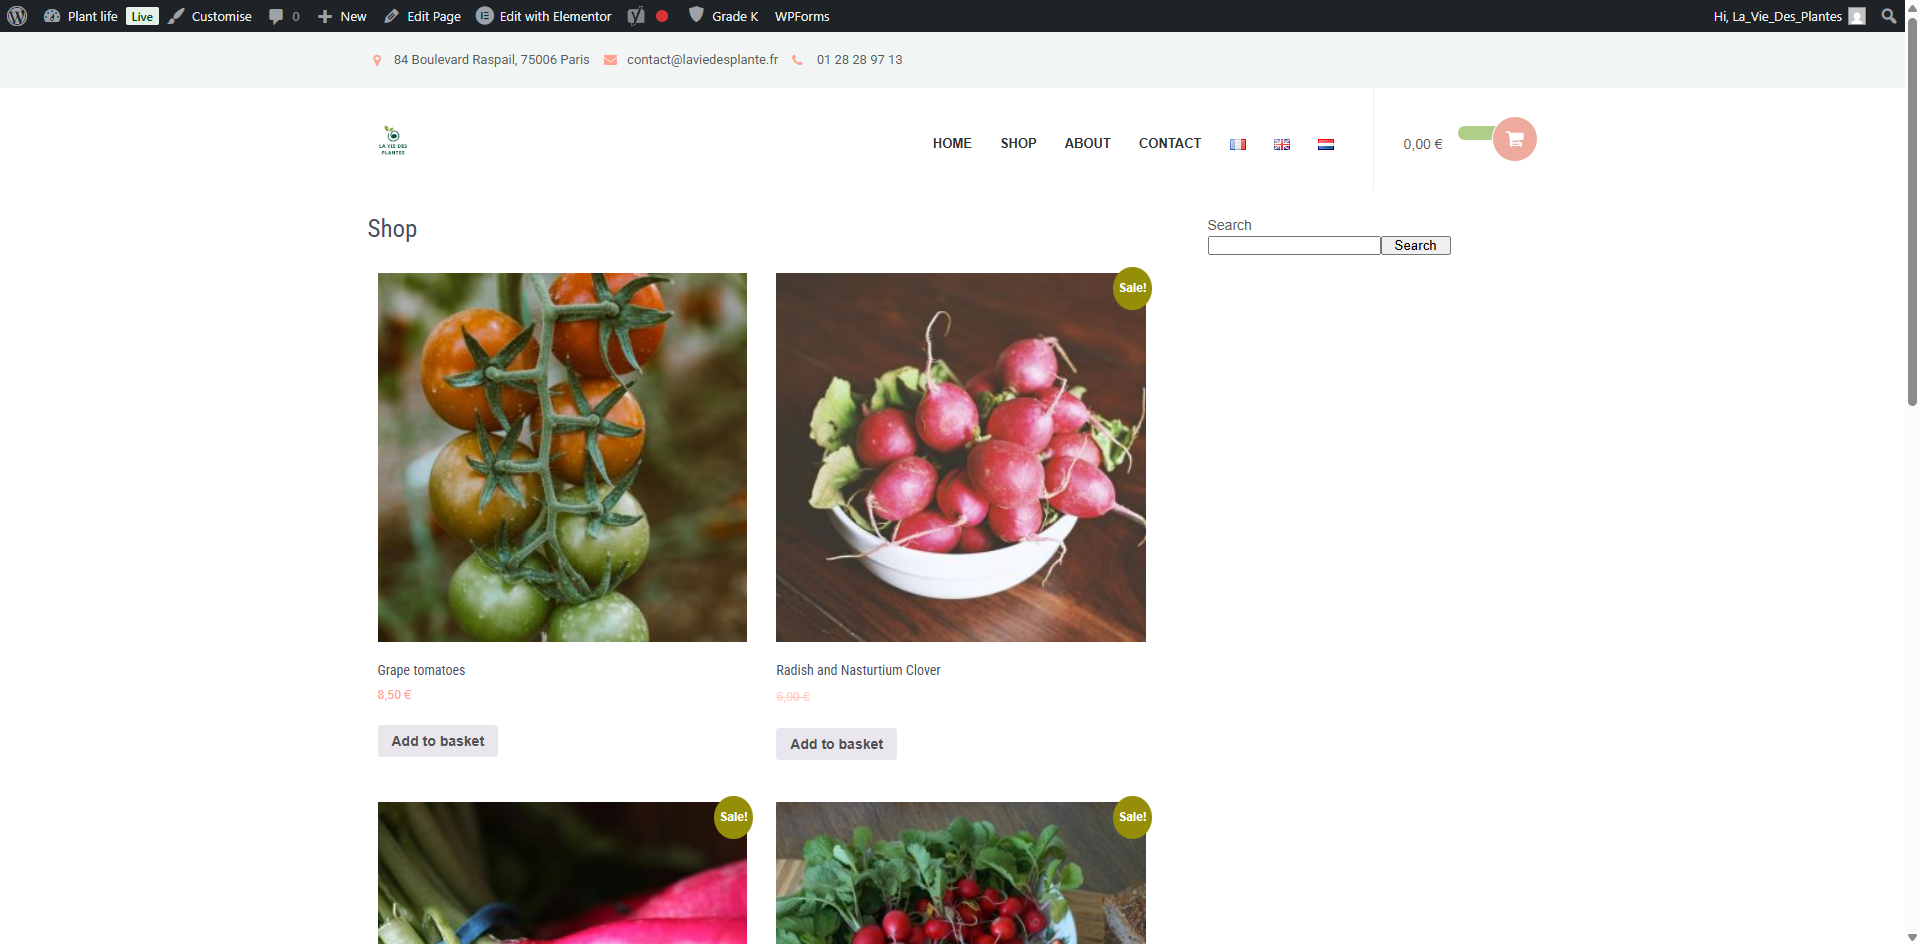 Plant life Live Customise 0 New Edit Page Edit with Elementor Grade K WPForms Hi, La_Vie_Des_Plantes
84 Boulevard Raspail, 75006 Paris contact@laviedesplante.fr 01 28 28 97 13
LA VIE DES
PLANTES
HOME SHOP ABOUT CONTACT 0,00 €
Shop
Search
Search
Sale!
Grape tomatoes
8,50 €
Add to basket
Radish and Nasturtium Clover
6,90 €
Add to basket
Sale!
Sale!